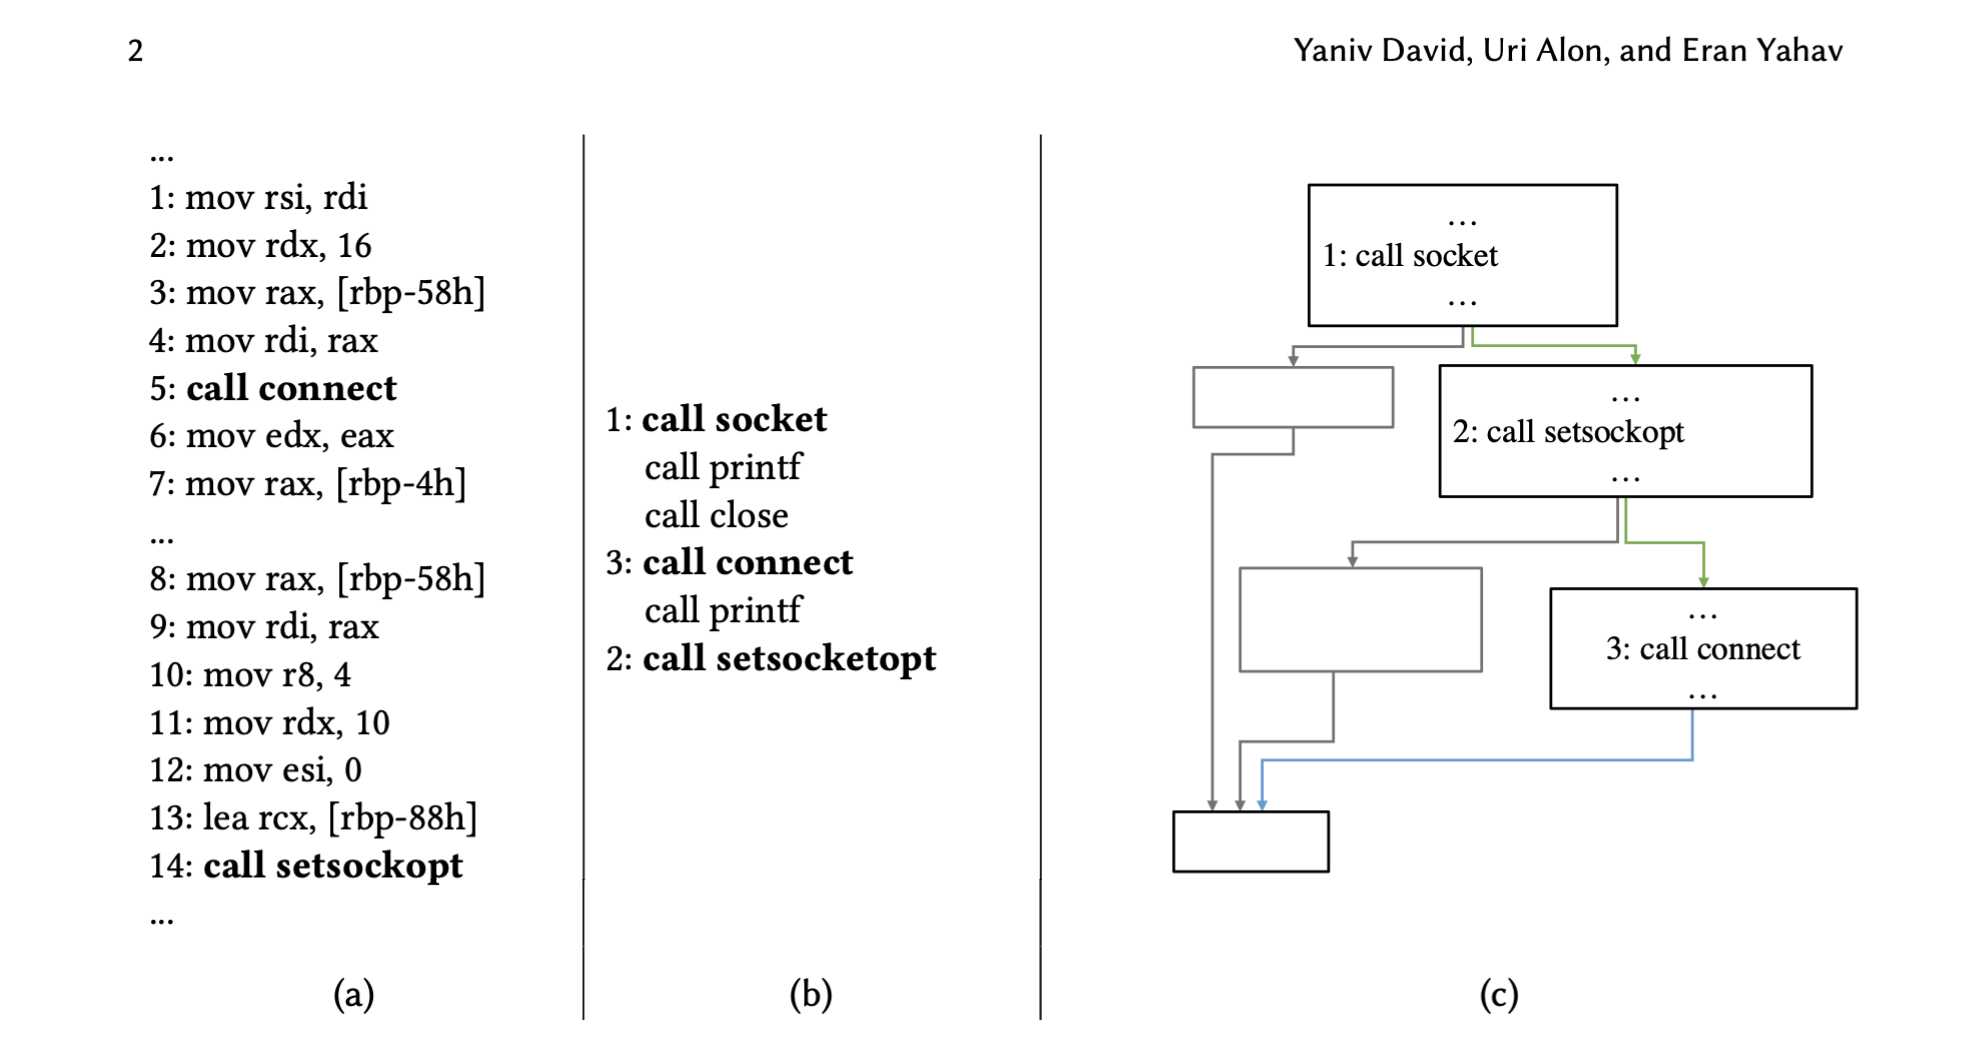 2
Yaniv David, Uri Alon, and Eran Yahav
...
1: mov rsi, rdi
2: mov rdx, 16
3: mov rax, [rbp-58h]
4: mov rdi, rax
5: call connect
6: mov edx, eax
7: mov rax, [rbp-4h]
...
8: mov rax, [rbp-58h]
9: mov rdi, rax
10: mov r8, 4
11: mov rdx, 10
12: mov esi, 0
13: lea rcx, [rbp-88h]
14: call setsockopt
...
(a)
1: call socket
call printf
call close
3: call connect
call printf
2: call setsocketopt
(b)
...
1: call socket
...
...
2: call setsockopt
...
...
3: call connect
...
(c)